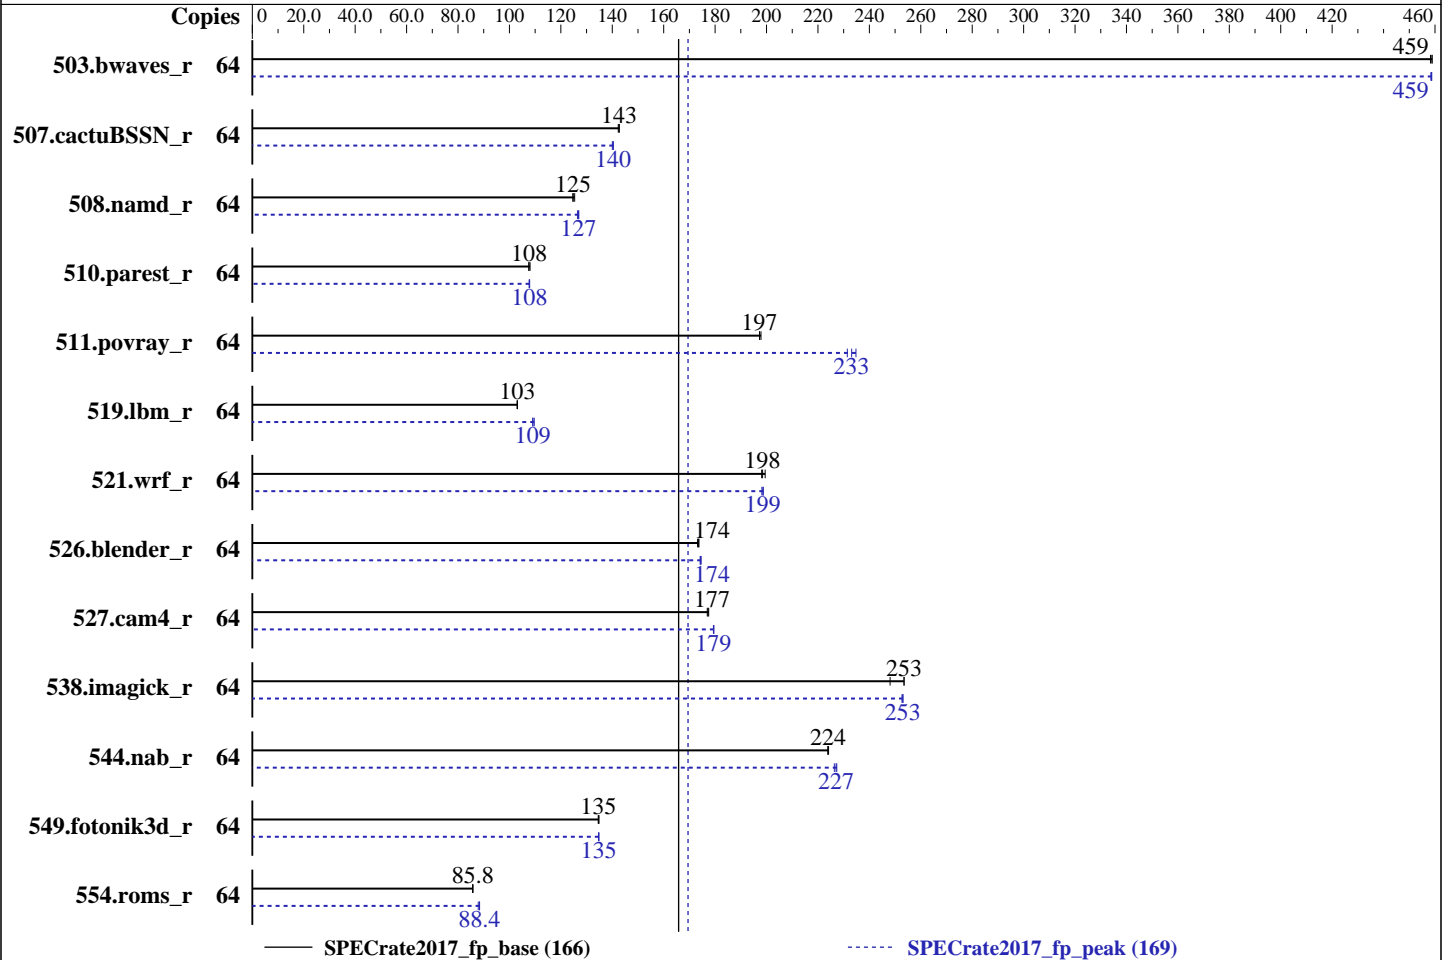 Copies 0 20.0 40.0 60.0 80.0 100 120 140 160 180 200 220 240 260 280 300 320 340 360 380 400 420 460
459
503.bwaves_r 64
459
143
507.cactuBSSN_r 64
140
125
508.namd_r 64
127
108
510.parest_r 64
108
197
511.povray_r 64
233
103
519.lbm_r 64
109
198
521.wrf_r 64
199
174
526.blender_r 64
174
177
527.cam4_r 64
179
253
538.imagick_r 64
253
224
544.nab_r 64
227
135
549.fotonik3d_r 64
135
85.8
554.roms_r 64
88.4
SPECrate2017_fp_base (166) SPECrate2017_fp_peak (169)